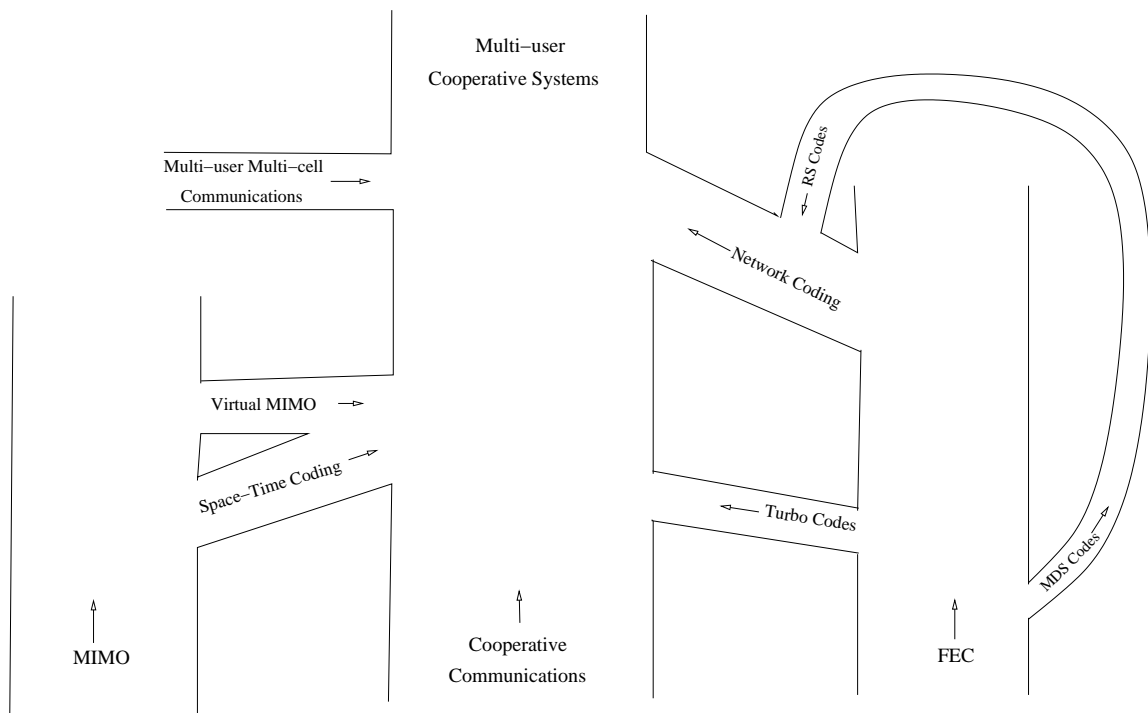 Multi−user
Cooperative Systems
Multi−user Multi−cell
Communications
RS Codes
Network Coding
Virtual MIMO
Space−Time Coding
Turbo Codes
MDS Codes
MIMO
Cooperative
Communications
FEC